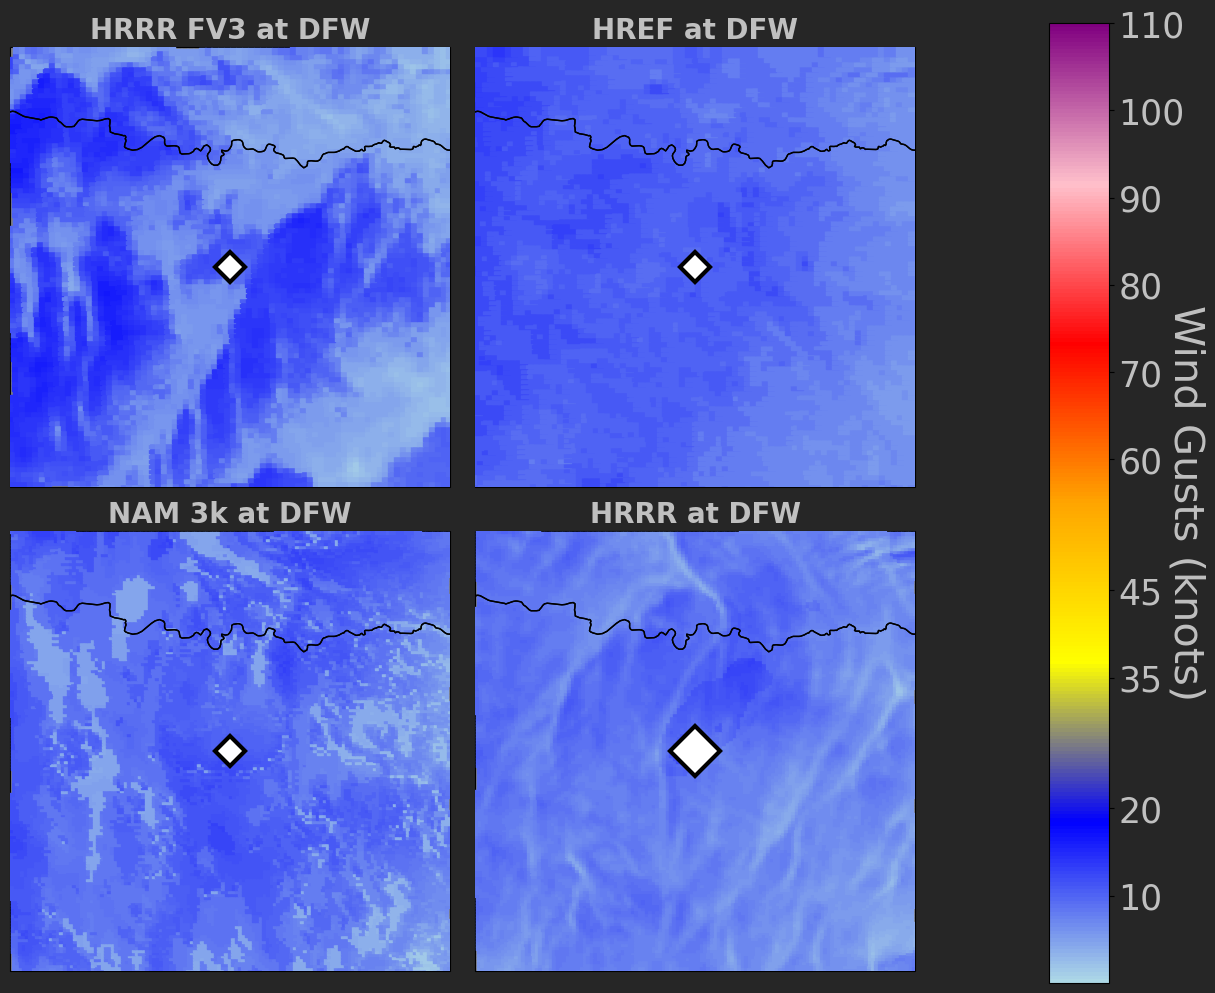 HRRR FV3 at DFW
HREF at DFW
NAM 3k at DFW
HRRR at DFW
110
100
90
80
70
60
45
35
20
10
Wind Gusts (knots)